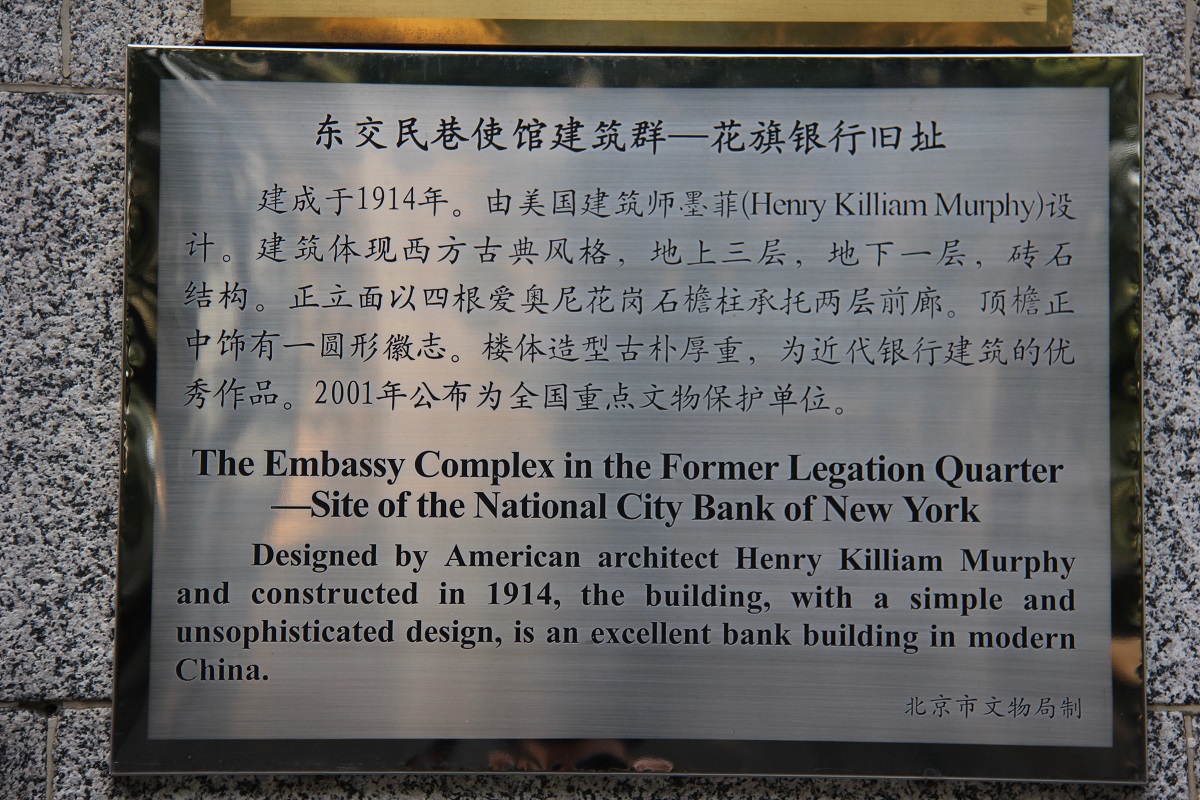 东交民巷使馆建筑群—花旗银行旧址
建成于1914年。由美国建筑师墨菲(Henry Killiam Murphy)设
计。建筑体现西方古典风格，地上三层，地下一层，砖石
结构。正立面以四根爱奥尼花岗石檐柱承托两层前廊。顶檐正
中饰有一圆形徽志。楼体造型古朴厚重，为近代银行建筑的优
秀作品。2001年公布为全国重点文物保护单位。
The Embassy Complex in the Former Legation Quarter
—Site of the National City Bank of New York
Designed by American architect Henry Killiam Murphy
and constructed in 1914, the building, with a simple and
unsophisticated design, is an excellent bank building in modern
China.
北京市文物局制